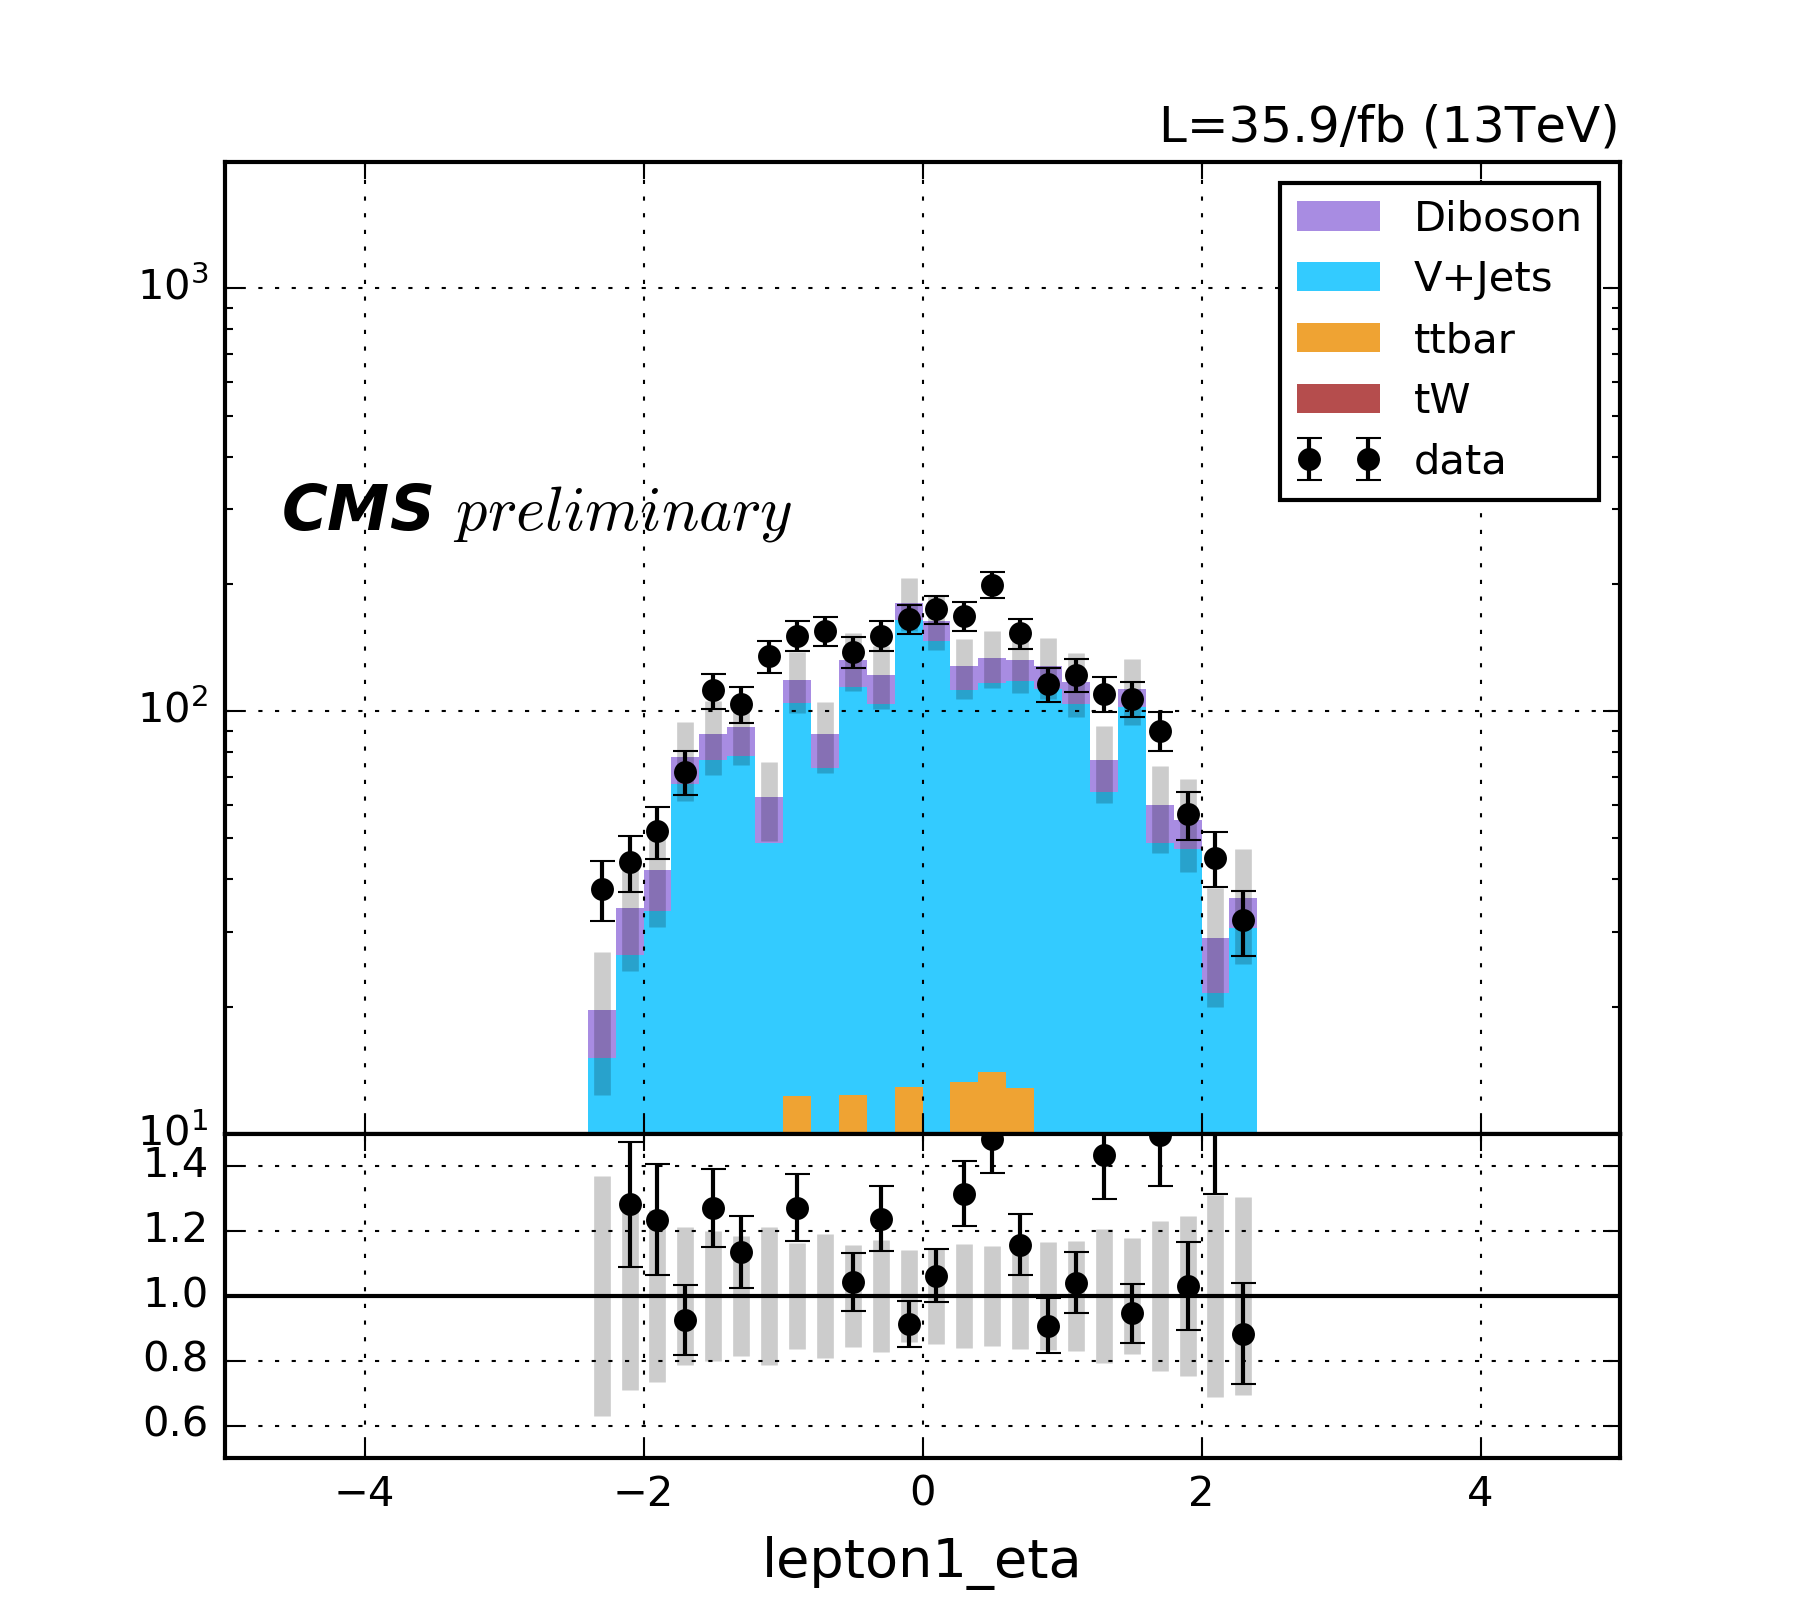 L=35.9/fb (13TeV)
Diboson
V+Jets
ttbar
tW
data
CMS preliminary
10³
10²
10¹
1.4
1.2
1.0
0.8
0.6
−4 −2 0 2 4
lepton1_eta